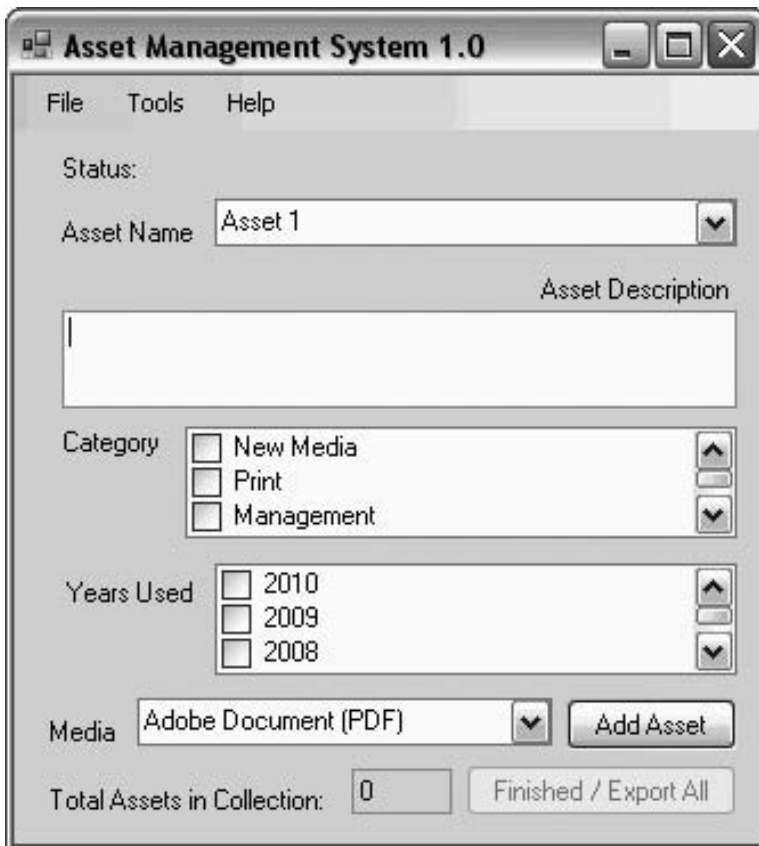 Asset Management System 1.0
File Tools Help
Status:
Asset Name Asset 1
Asset Description
Category New Media
Print
Management
Years Used 2010
2009
2008
Media Adobe Document (PDF) Add Asset
Total Assets in Collection: 0 Finished / Export All